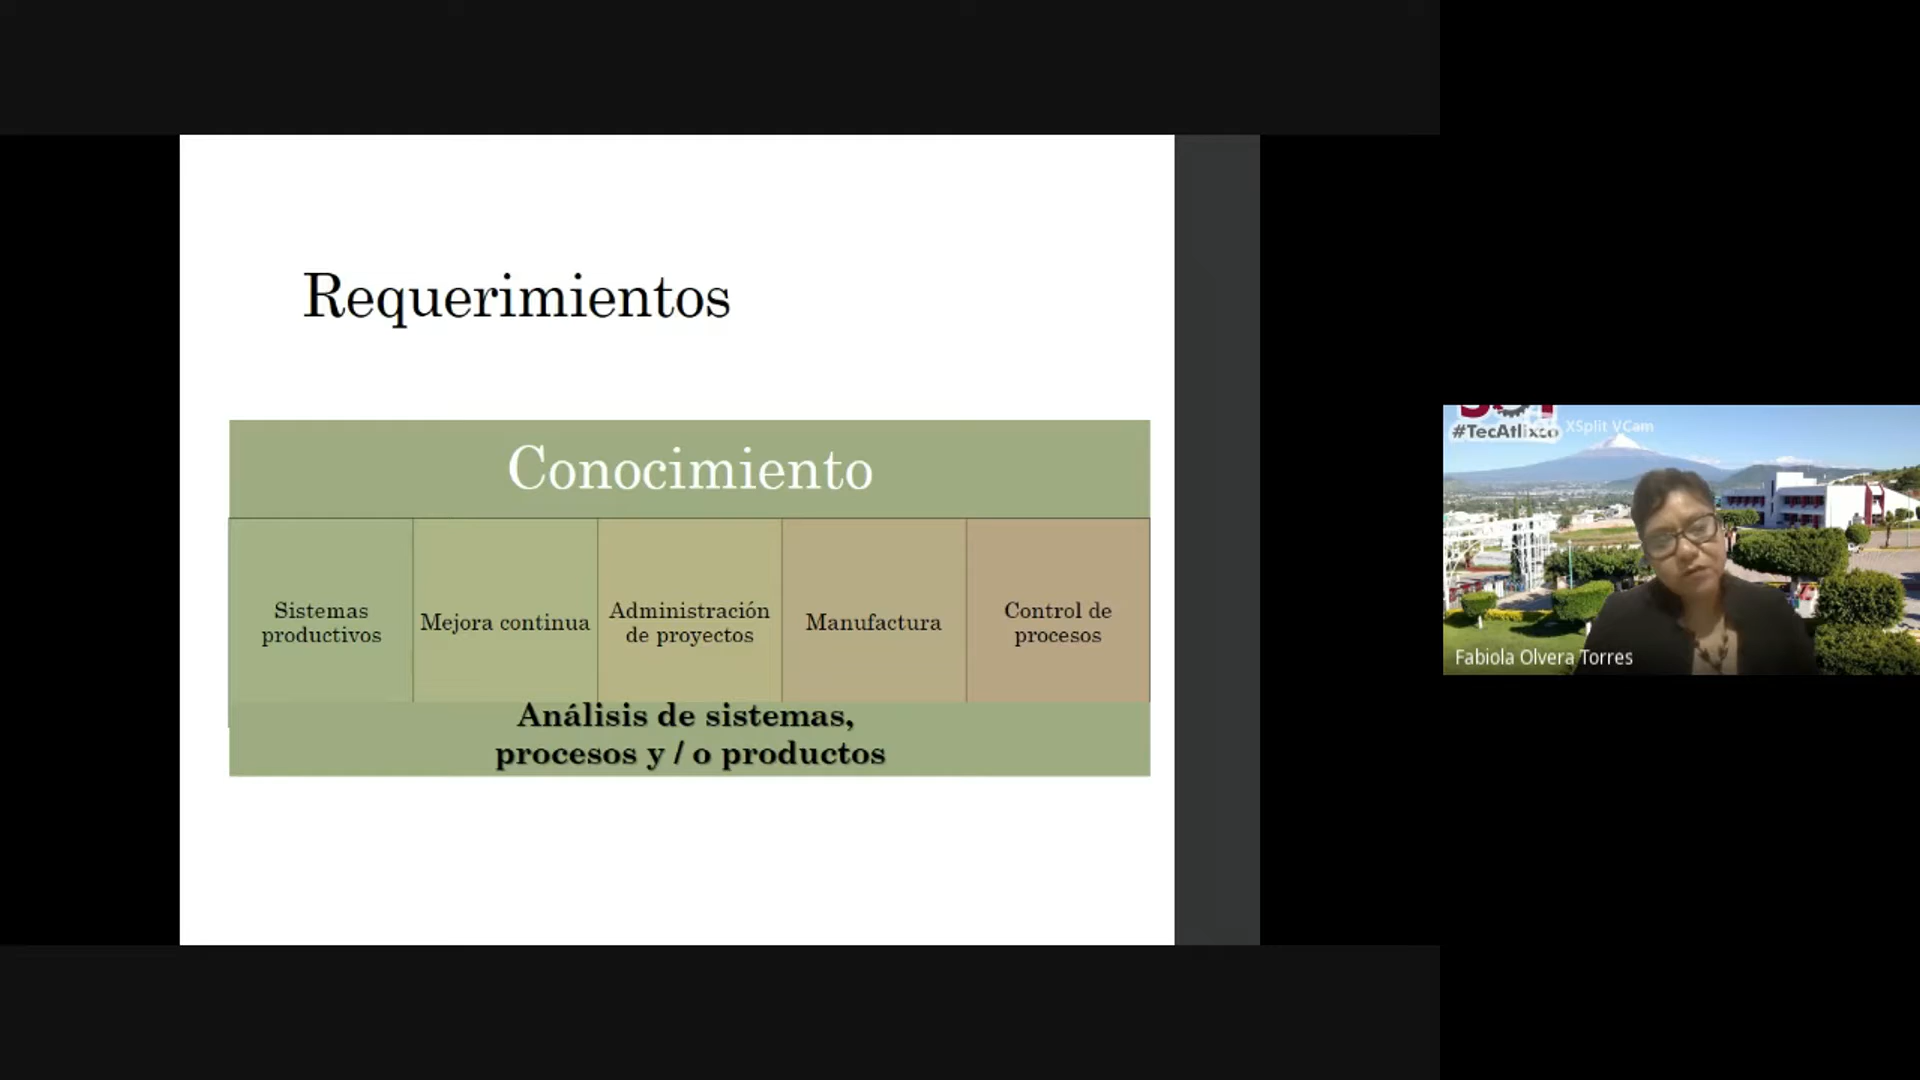 Requerimientos
Conocimiento
Sistemas
productivos
Mejora continua
Administración
de proyectos
Manufactura
Control de
procesos
Análisis de sistemas,
procesos y / o productos
#TecAtlixco
XSplit VCam
Fabiola Olvera Torres